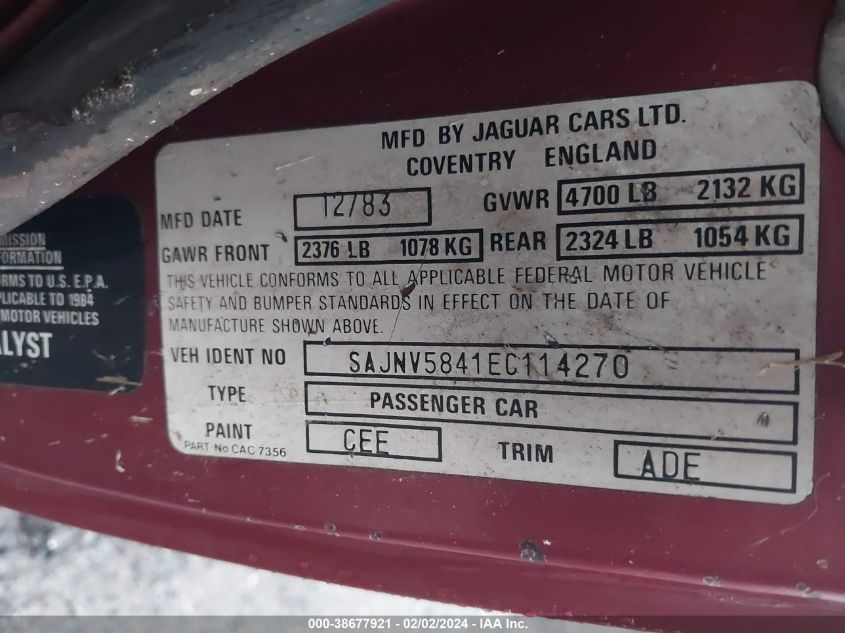 MFD BY JAGUAR CARS LTD.
COVENTRY ENGLAND
MFD DATE 12/83 GVWR 4700 LB 2132 KG
GAWR FRONT 2376 LB 1078 KG REAR 2324 LB 1054 KG
THIS VEHICLE CONFORMS TO ALL APPLICABLE FEDERAL MOTOR VEHICLE
SAFETY AND BUMPER STANDARDS IN EFFECT ON THE DATE OF
MANUFACTURE SHOWN ABOVE.
VEH IDENT NO SAJNV5841EC114270
TYPE PASSENGER CAR
PAINT CEE TRIM ADE
PART No CAC 7356
MISSION
FORMATION
RMS TO U.S. E.P.A.
PLICABLE TO 1984
MOTOR VEHICLES
LYST
000-38677921 - 02/02/2024 - IAA Inc.